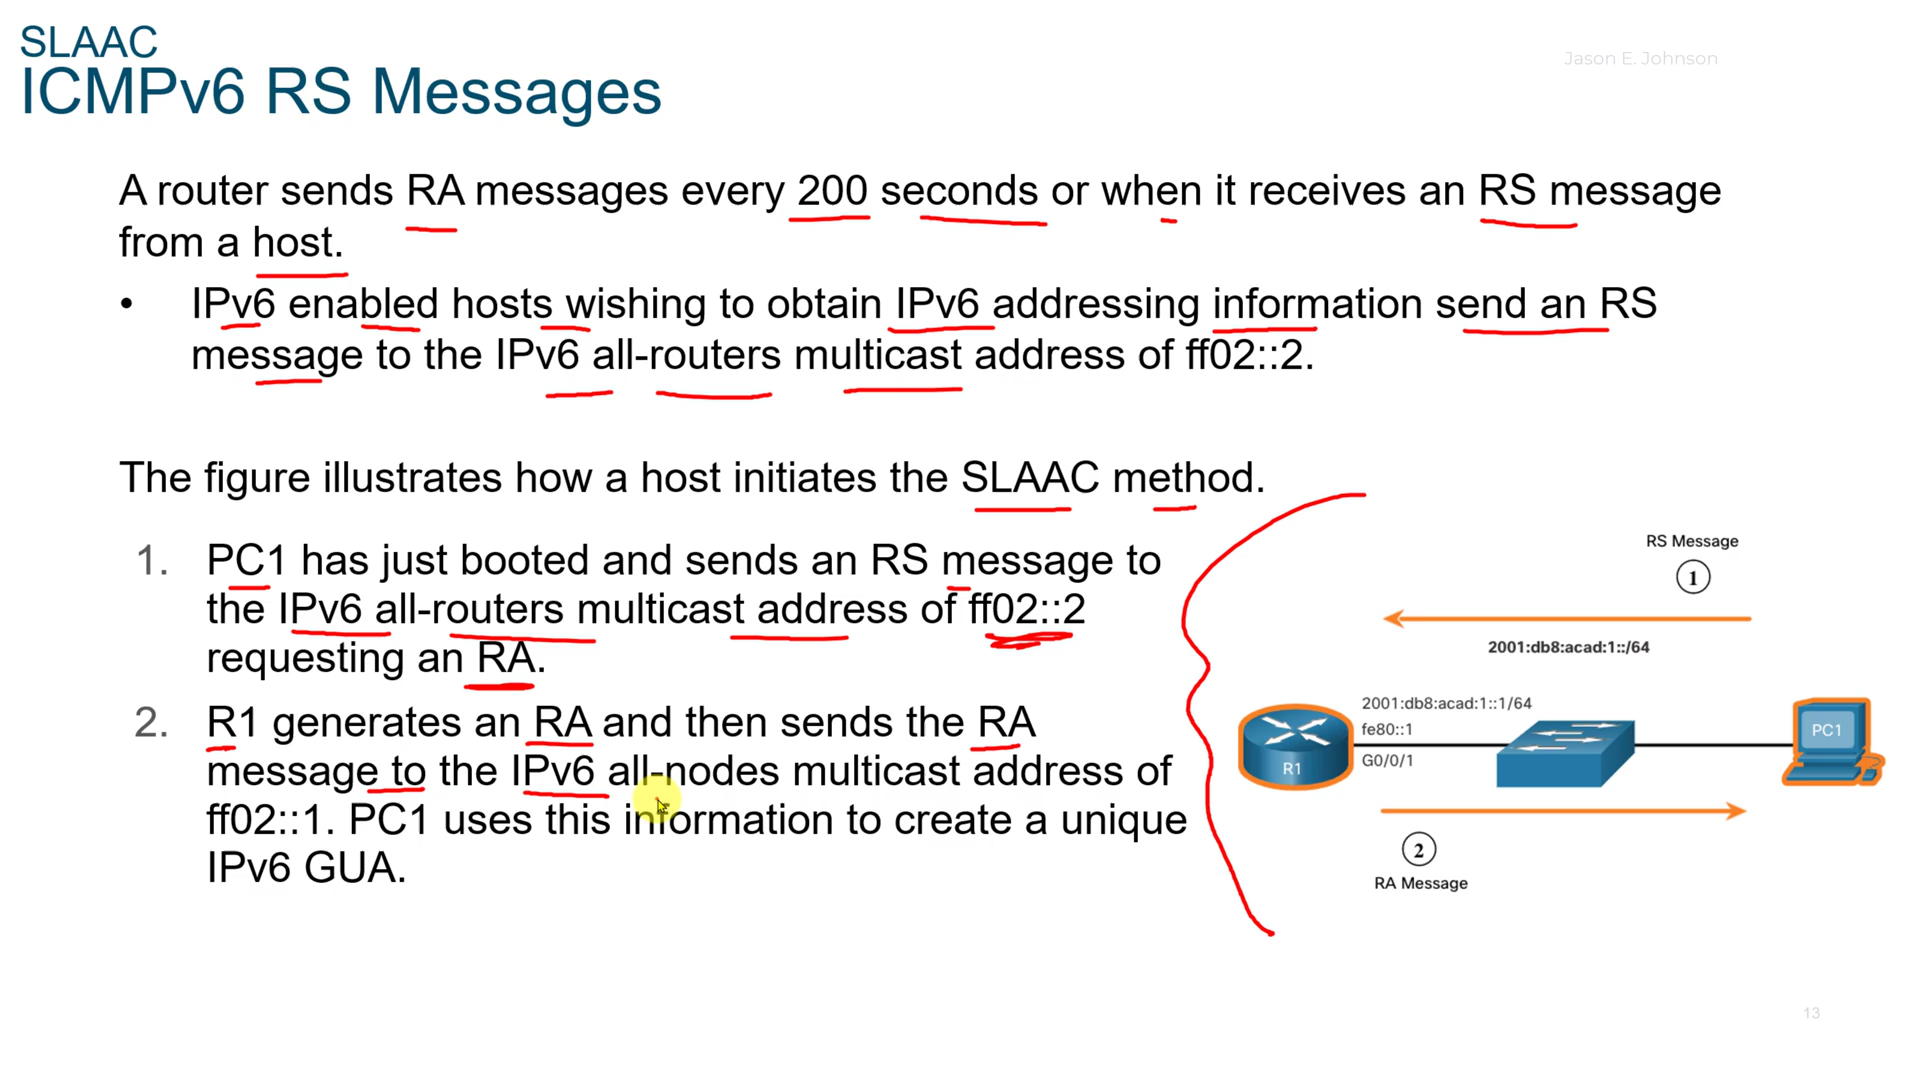 SLAAC
ICMPv6 RS Messages
Jason E. Johnson
A router sends RA messages every 200 seconds or when it receives an RS message
from a host.
• IPv6 enabled hosts wishing to obtain IPv6 addressing information send an RS
message to the IPv6 all-routers multicast address of ff02::2.
The figure illustrates how a host initiates the SLAAC method.
1. PC1 has just booted and sends an RS message to
the IPv6 all-routers multicast address of ff02::2
requesting an RA.
2. R1 generates an RA and then sends the RA
message to the IPv6 all-nodes multicast address of
ff02::1. PC1 uses this information to create a unique
IPv6 GUA.
RS Message
1
2001:db8:acad:1::/64
2001:db8:acad:1::1/64
fe80::1
G0/0/1
R1
PC1
2
RA Message
13